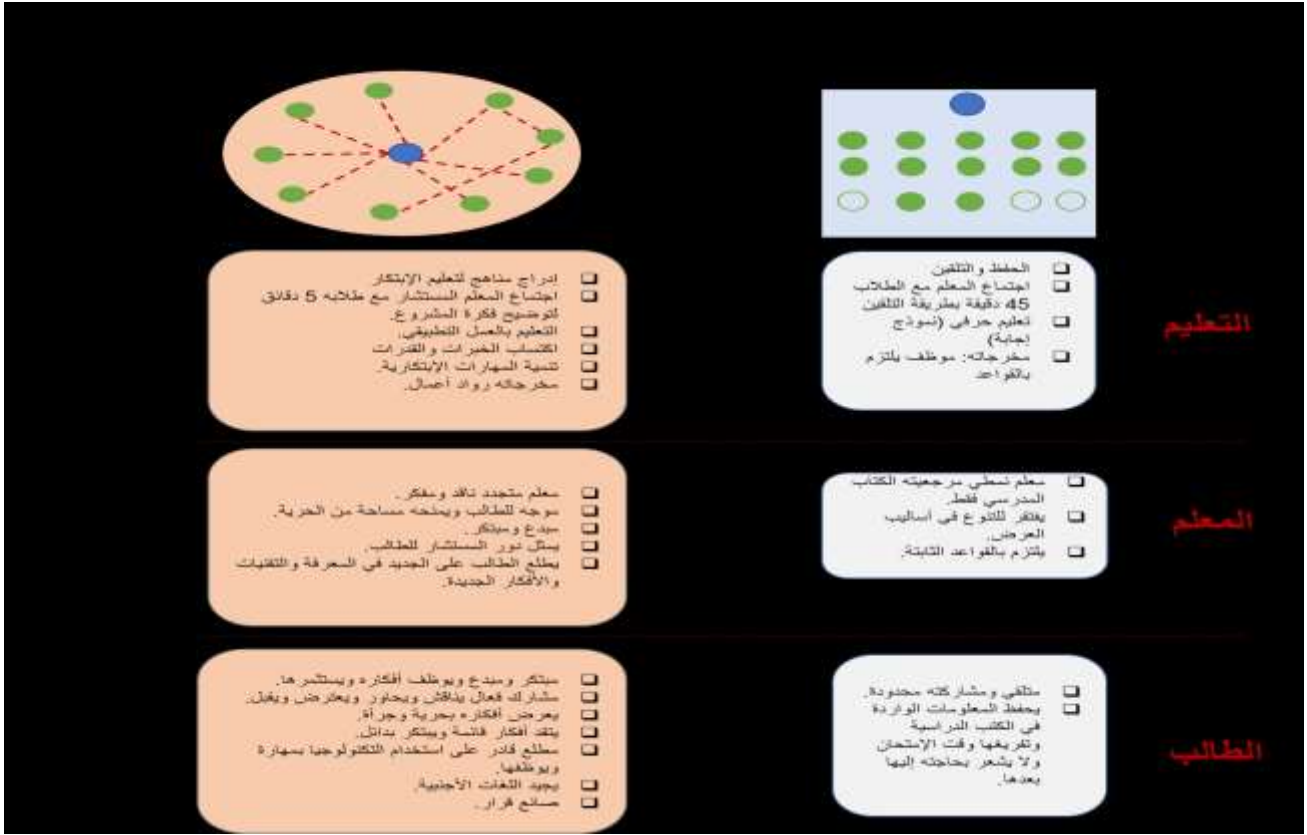 التعليم
❑ الحفظ والتلقين
❑ اجتماع المعلم مع الطلاب
45 دقيقة بطريقة التلقين
❑ تعليم حرفي (نموذج
إجابة)
❑ مخرجاته: موظف يلتزم
بالقواعد
❑ إدراج مناهج لتعليم الإبتكار
❑ اجتماع المعلم المستشار مع طلابه 5 دقائق
لتوضيح فكرة المشروع.
❑ التعليم بالعمل التطبيقي.
❑ اكتساب الخبرات والقدرات
❑ تنمية المهارات الإبتكارية.
❑ مخرجاته رواد أعمال.
المعلم
❑ معلم نمطي مرجعيته الكتاب
المدرسي فقط.
❑ يفتقر للتنوع في أساليب
العرض.
❑ يلتزم بالقواعد الثابتة.
❑ معلم متجدد ناقد ومفكر.
❑ موجه للطالب ويمنحه مساحة من الحرية.
❑ مبدع ومبتكر.
❑ يمثل دور المستشار للطالب.
❑ يطلع الطالب على الجديد في المعرفة والتقنيات
والأفكار الجديدة.
الطالب
❑ متلقي ومشاركته محدودة.
❑ يحفظ المعلومات الواردة
في الكتب الدراسية
وتفريغها وقت الإمتحان
ولا يشعر بحاجته إليها
بعدها.
❑ مبتكر ومبدع ويوظف أفكاره ويستثمرها.
❑ مشارك فعال يناقش ويحاور ويعترض ويقبل.
❑ يعرض أفكاره بحرية وجرأة.
❑ ينقد أفكار قائمة ويبتكر بدائل.
❑ مطلع قادر على استخدام التكنولوجيا بمهارة
ويوظفها.
❑ يجيد اللغات الأجنبية.
❑ صانع قرار.